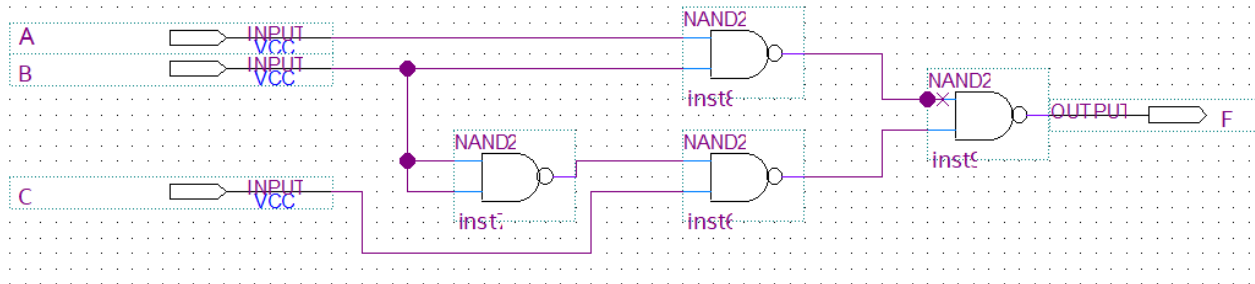 NAND2
A INPUT
VCC
B INPUT
VCC
NAND2
OUTPUT F
NAND2
NAND2
C INPUT
VCC